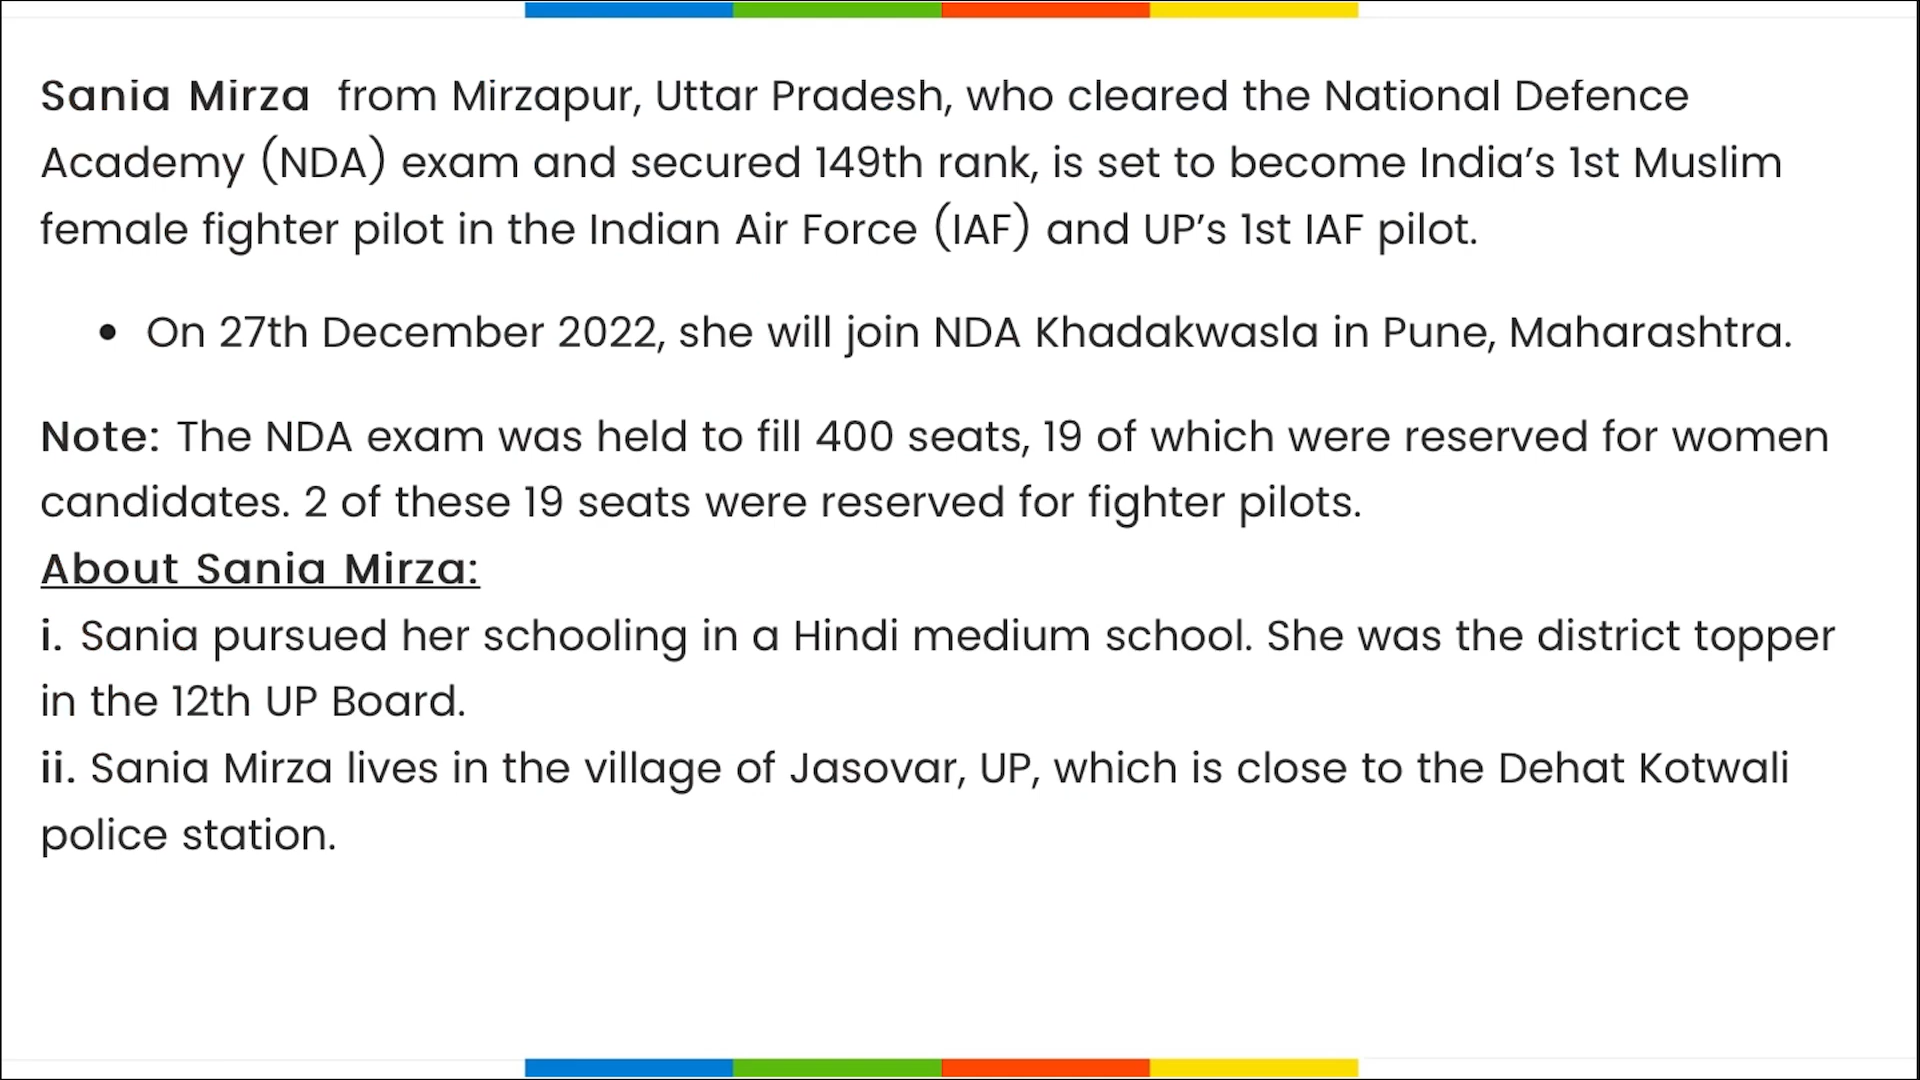 Sania Mirza from Mirzapur, Uttar Pradesh, who cleared the National Defence
Academy (NDA) exam and secured 149th rank, is set to become India’s 1st Muslim
female fighter pilot in the Indian Air Force (IAF) and UP’s 1st IAF pilot.
• On 27th December 2022, she will join NDA Khadakwasla in Pune, Maharashtra.
Note: The NDA exam was held to fill 400 seats, 19 of which were reserved for women
candidates. 2 of these 19 seats were reserved for fighter pilots.
About Sania Mirza:
i. Sania pursued her schooling in a Hindi medium school. She was the district topper
in the 12th UP Board.
ii. Sania Mirza lives in the village of Jasovar, UP, which is close to the Dehat Kotwali
police station.